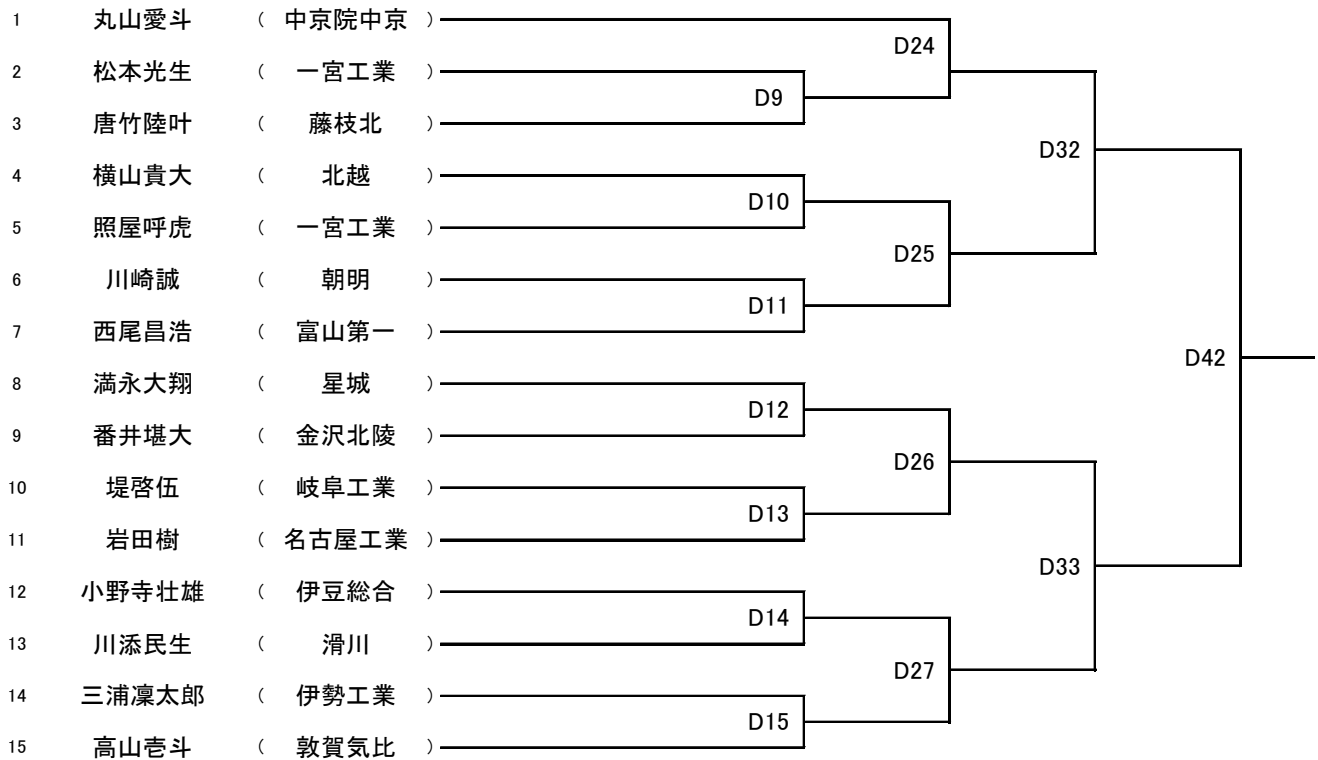 1 丸山愛斗 ( 中京院中京 )
D24
2 松本光生 ( 一宮工業 )
D9
3 唐竹陸叶 ( 藤枝北 )
D32
4 横山貴大 ( 北越 )
D10
5 照屋呼虎 ( 一宮工業 )
D25
6 川崎誠 ( 朝明 )
D11
7 西尾昌浩 ( 富山第一 )
D42
8 満永大翔 ( 星城 )
D12
9 番井堪大 ( 金沢北陵 )
D26
10 堤啓伍 ( 岐阜工業 )
D13
11 岩田樹 ( 名古屋工業 )
D33
12 小野寺壮雄 ( 伊豆総合 )
D14
13 川添民生 ( 滑川 )
D27
14 三浦凜太郎 ( 伊勢工業 )
D15
15 高山壱斗 ( 敦賀気比 )